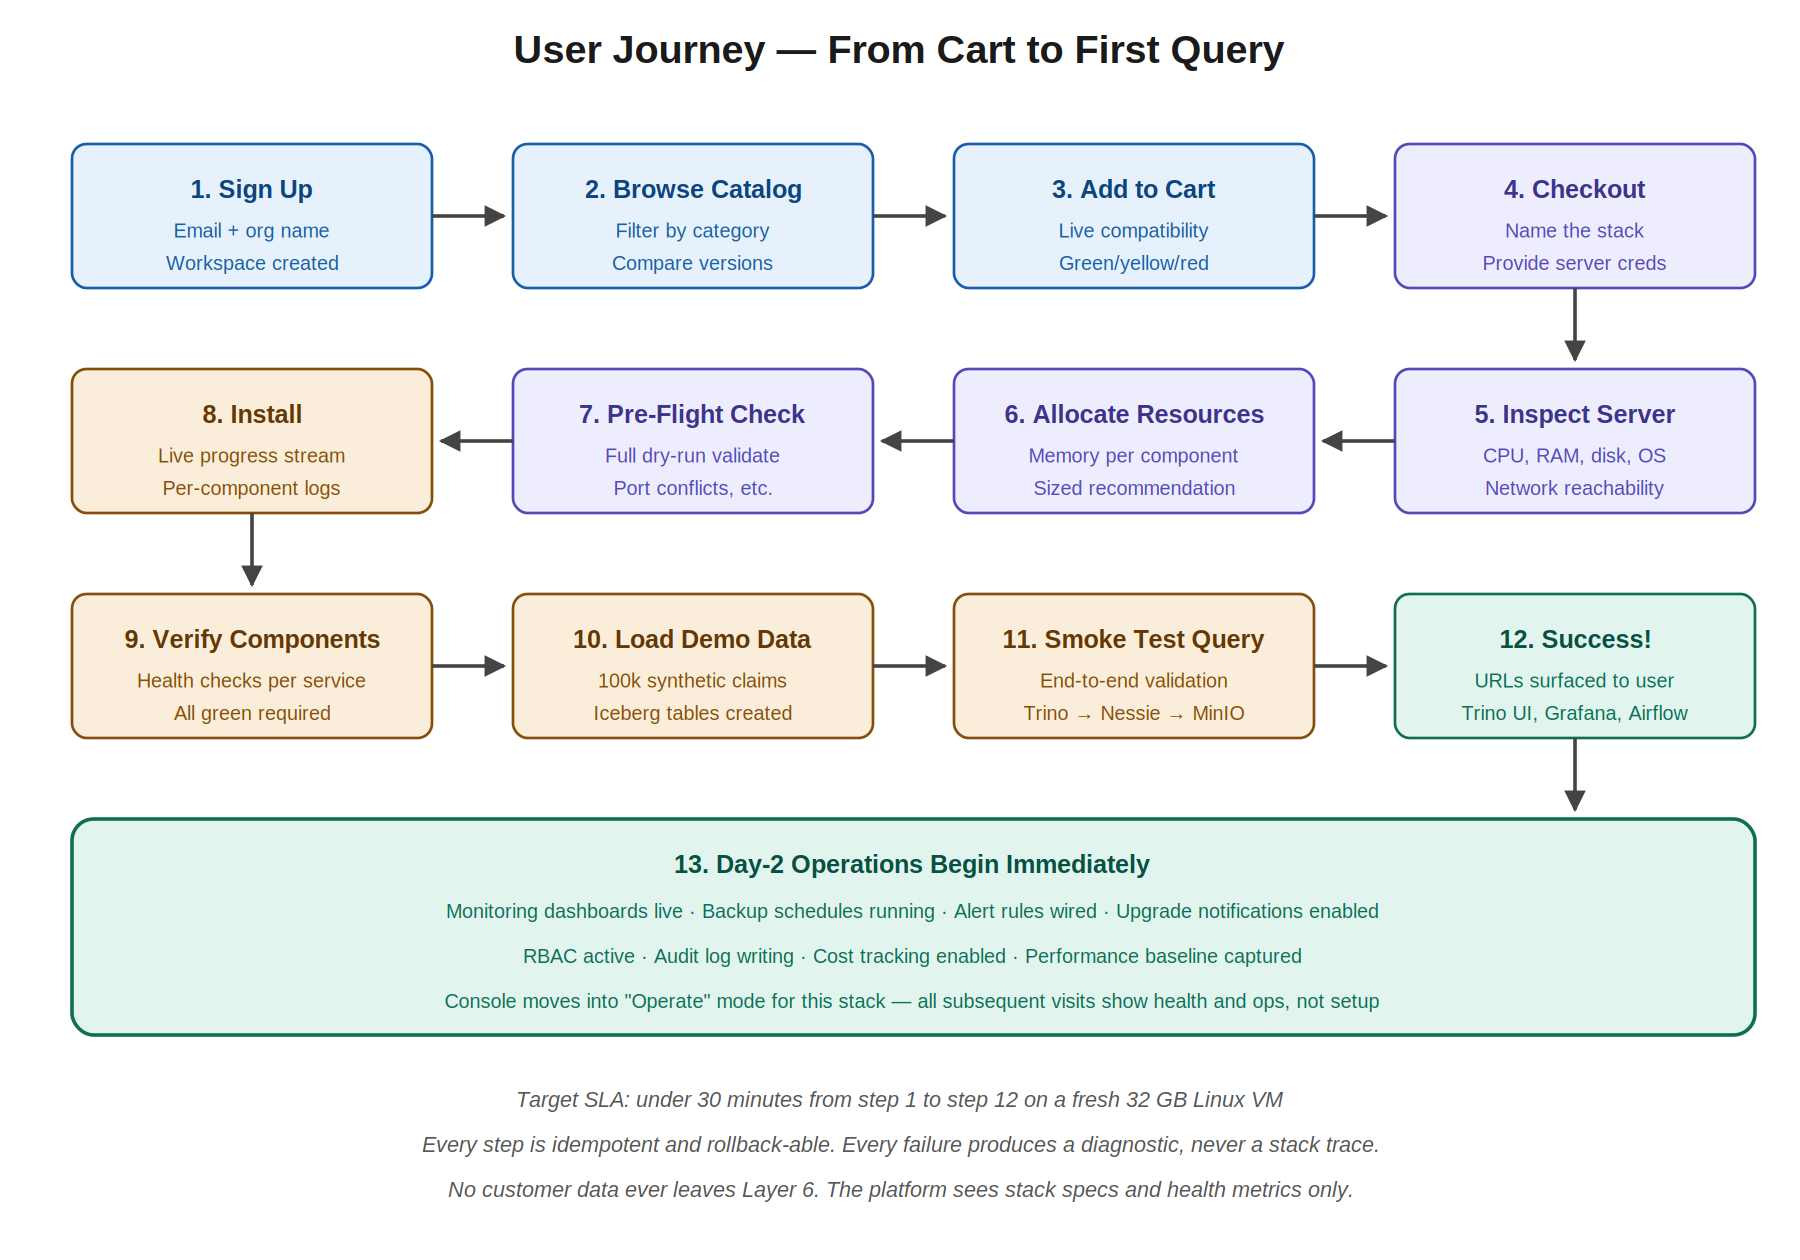 User Journey — From Cart to First Query
1. Sign Up
Email + org name
Workspace created
2. Browse Catalog
Filter by category
Compare versions
3. Add to Cart
Live compatibility
Green/yellow/red
4. Checkout
Name the stack
Provide server creds
5. Inspect Server
CPU, RAM, disk, OS
Network reachability
6. Allocate Resources
Memory per component
Sized recommendation
7. Pre-Flight Check
Full dry-run validate
Port conflicts, etc.
8. Install
Live progress stream
Per-component logs
9. Verify Components
Health checks per service
All green required
10. Load Demo Data
100k synthetic claims
Iceberg tables created
11. Smoke Test Query
End-to-end validation
Trino → Nessie → MinIO
12. Success!
URLs surfaced to user
Trino UI, Grafana, Airflow
13. Day-2 Operations Begin Immediately
Monitoring dashboards live · Backup schedules running · Alert rules wired · Upgrade notifications enabled
RBAC active · Audit log writing · Cost tracking enabled · Performance baseline captured
Console moves into "Operate" mode for this stack — all subsequent visits show health and ops, not setup
Target SLA: under 30 minutes from step 1 to step 12 on a fresh 32 GB Linux VM
Every step is idempotent and rollback-able. Every failure produces a diagnostic, never a stack trace.
No customer data ever leaves Layer 6. The platform sees stack specs and health metrics only.